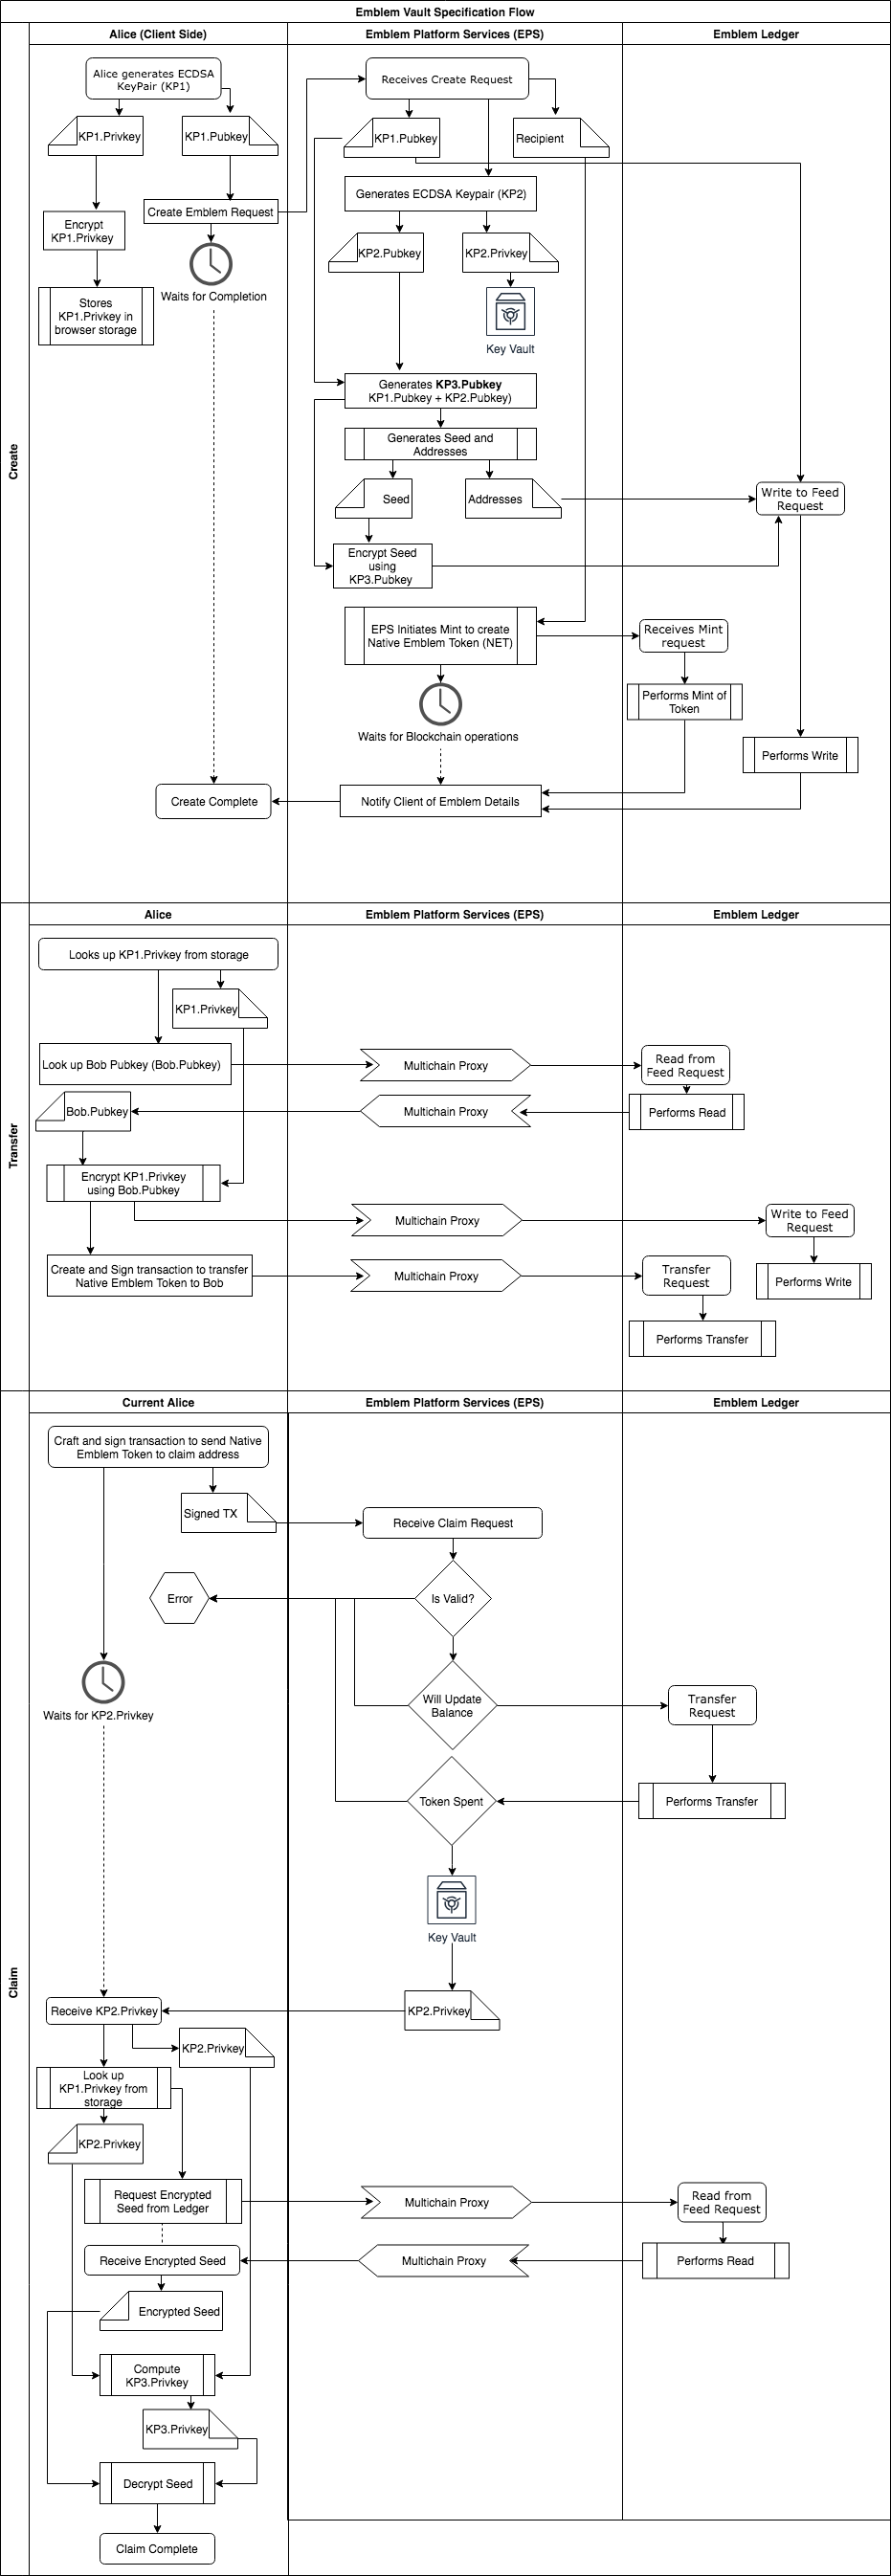 Emblem Vault Specification Flow
Create
Alice (Client Side)
Emblem Platform Services (EPS)
Emblem Ledger
Alice generates ECDSA
KeyPair (KP1)
KP1.Privkey
KP1.Pubkey
Encrypt
KP1.Privkey
Create Emblem Request
Stores
KP1.Privkey in
browser storage
Waits for Completion
Receives Create Request
KP1.Pubkey
Recipient
Generates ECDSA Keypair (KP2)
KP2.Pubkey
KP2.Privkey
Key Vault
Generates KP3.Pubkey
KP1.Pubkey + KP2.Pubkey)
Generates Seed and
Addresses
Seed
Addresses
Write to Feed
Request
Encrypt Seed
using
KP3.Pubkey
EPS Initiates Mint to create
Native Emblem Token (NET)
Receives Mint
request
Performs Mint of
Token
Waits for Blockchain operations
Performs Write
Create Complete
Notify Client of Emblem Details
Transfer
Alice
Emblem Platform Services (EPS)
Emblem Ledger
Looks up KP1.Privkey from storage
KP1.Privkey
Look up Bob Pubkey (Bob.Pubkey)
Multichain Proxy
Read from
Feed Request
Bob.Pubkey
Multichain Proxy
Performs Read
Encrypt KP1.Privkey
using Bob.Pubkey
Multichain Proxy
Write to Feed
Request
Create and Sign transaction to transfer
Native Emblem Token to Bob
Multichain Proxy
Transfer
Request
Performs Write
Performs Transfer
Claim
Current Alice
Emblem Platform Services (EPS)
Emblem Ledger
Craft and sign transaction to send Native
Emblem Token to claim address
Signed TX
Receive Claim Request
Error
Is Valid?
Waits for KP2.Privkey
Will Update
Balance
Transfer
Request
Token Spent
Performs Transfer
Key Vault
Receive KP2.Privkey
KP2.Privkey
KP2.Privkey
Look up
KP1.Privkey from
storage
KP2.Privkey
Request Encrypted
Seed from Ledger
Multichain Proxy
Read from
Feed Request
Receive Encrypted Seed
Multichain Proxy
Performs Read
Encrypted Seed
Compute
KP3.Privkey
KP3.Privkey
Decrypt Seed
Claim Complete